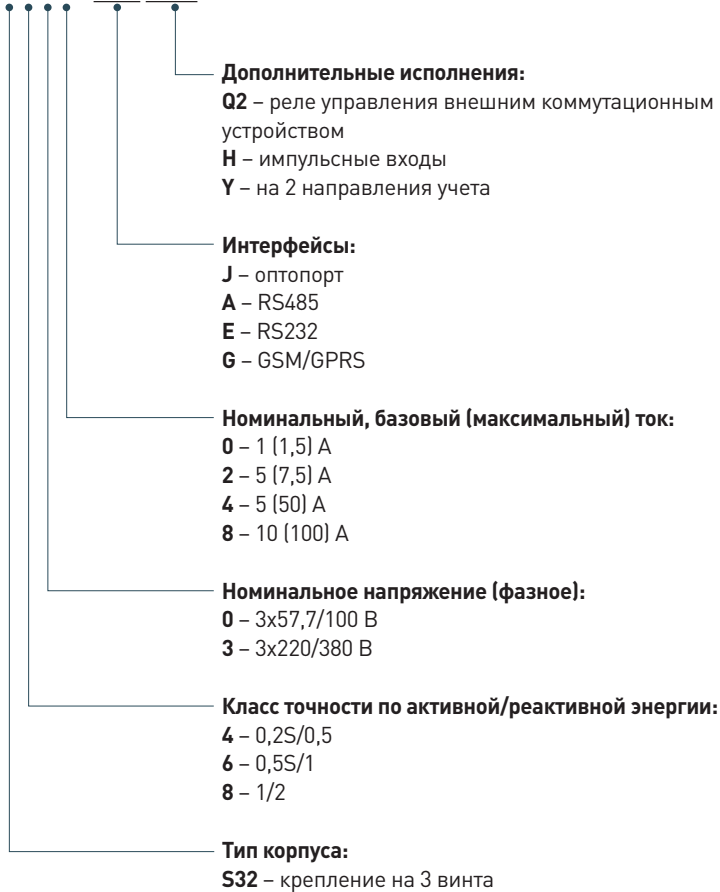 Дополнительные исполнения:
Q2 – реле управления внешним коммутационным
устройством
H – импульсные входы
Y – на 2 направления учета
Интерфейсы:
J – оптопорт
A – RS485
E – RS232
G – GSM/GPRS
Номинальный, базовый (максимальный) ток:
0 – 1 (1,5) А
2 – 5 (7,5) А
4 – 5 (50) А
8 – 10 (100) А
Номинальное напряжение (фазное):
0 – 3x57,7/100 В
3 – 3x220/380 В
Класс точности по активной/реактивной энергии:
4 – 0,2S/0,5
6 – 0,5S/1
8 – 1/2
Тип корпуса:
S32 – крепление на 3 винта